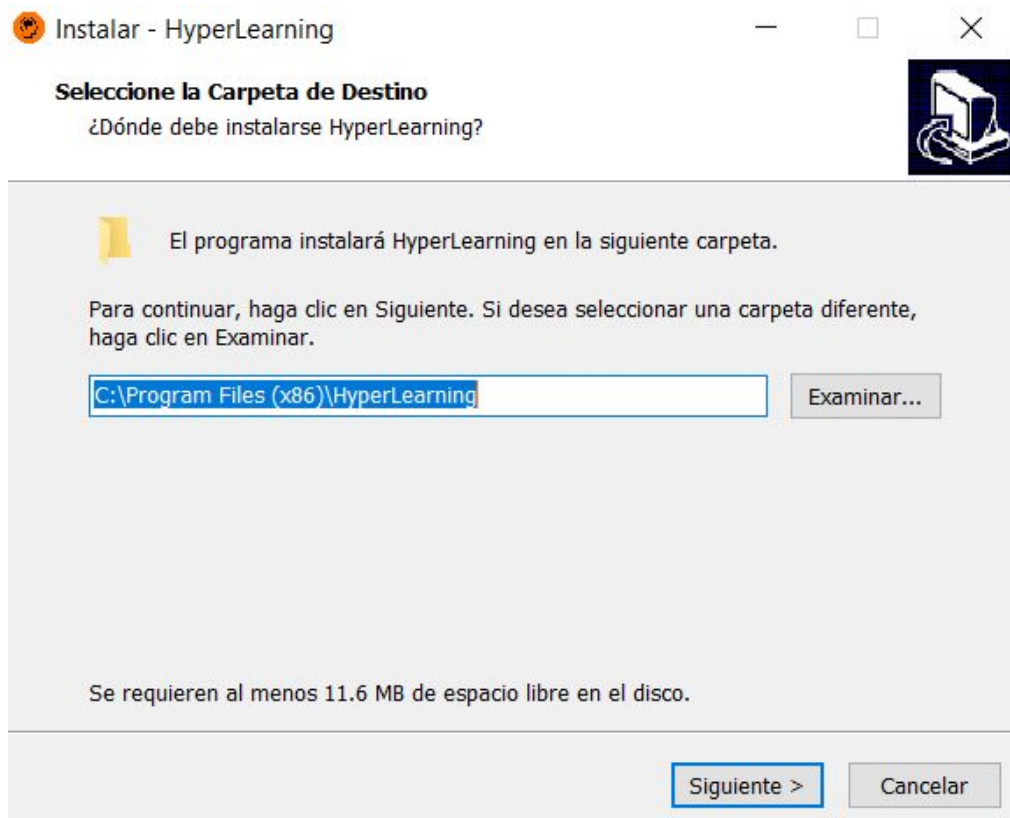 Instalar - HyperLearning
Seleccione la Carpeta de Destino
¿Dónde debe instalarse HyperLearning?
El programa instalará HyperLearning en la siguiente carpeta.
Para continuar, haga clic en Siguiente. Si desea seleccionar una carpeta diferente,
haga clic en Examinar.
C:\Program Files (x86)\HyperLearning
Examinar...
Se requieren al menos 11.6 MB de espacio libre en el disco.
Siguiente >
Cancelar